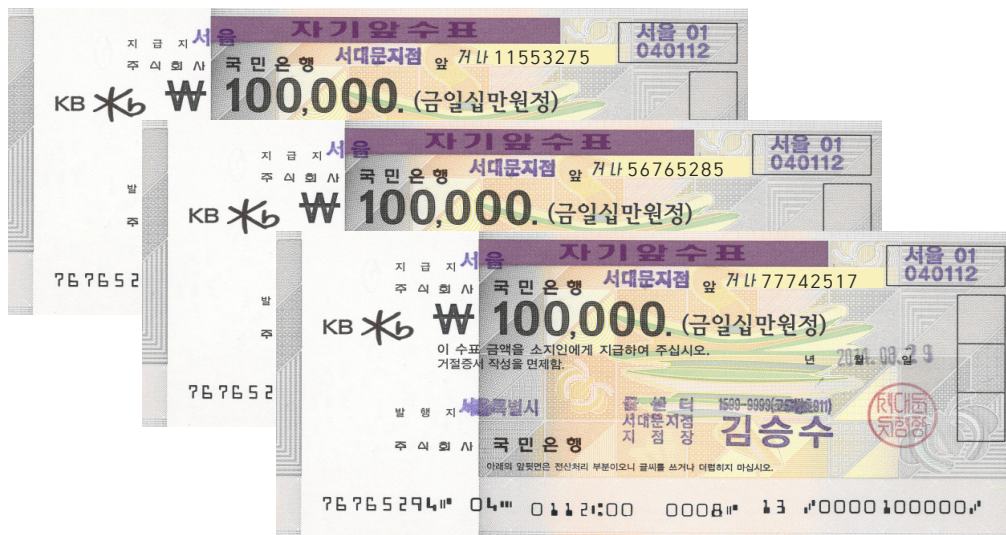 자기앞수표
서울 01
040112
지 급 지 서울
주 식 회 사 국민은행 서대문지점 앞 가나 11553275
KB ₩ 100,000. (금일십만원정)
발
주
767652
자기앞수표
서울 01
040112
지 급 지 서울
주 식 회 사 국민은행 서대문지점 앞 가나 56765285
KB ₩ 100,000. (금일십만원정)
발
주
767652
자기앞수표
서울 01
040112
지 급 지 서울
주 식 회 사 국민은행 서대문지점 앞 가나 77742517
KB ₩ 100,000. (금일십만원정)
이 수표 금액을 소지인에게 지급하여 주십시오.
거절증서 작성을 면제함.
년 월 일
발 행 지 서울특별시
서대문지점
지 점 장 김승수
주 식 회 사 국민은행
아래의 앞뒷면은 전산처리 부분이오니 글씨를 쓰거나 더럽히지 마십시오.
76765294⑈ 04⑈ 0112⑆00 0008⑈ 13 ⑇0000100000⑇